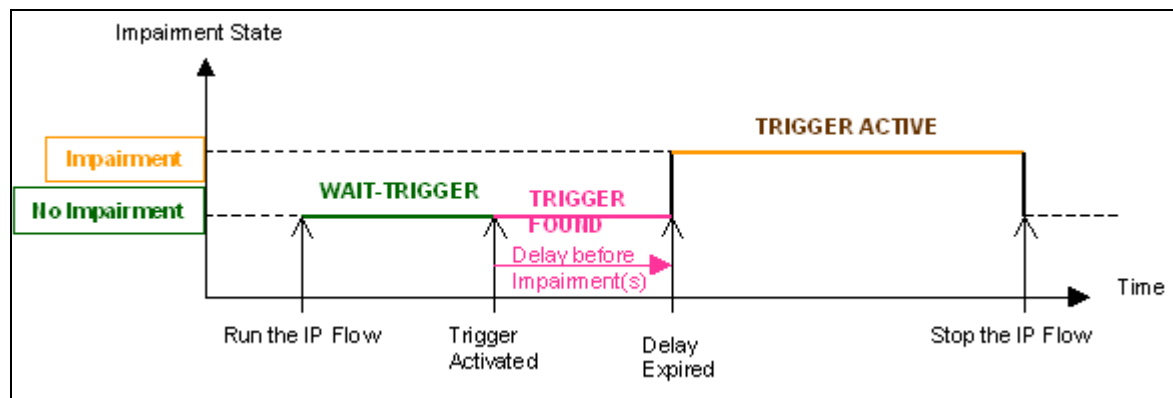 Impairment State
TRIGGER ACTIVE
Impairment
WAIT-TRIGGER
TRIGGER
FOUND
No Impairment
Delay before
Impairment(s)
Time
Run the IP Flow
Trigger
Activated
Delay
Expired
Stop the IP Flow